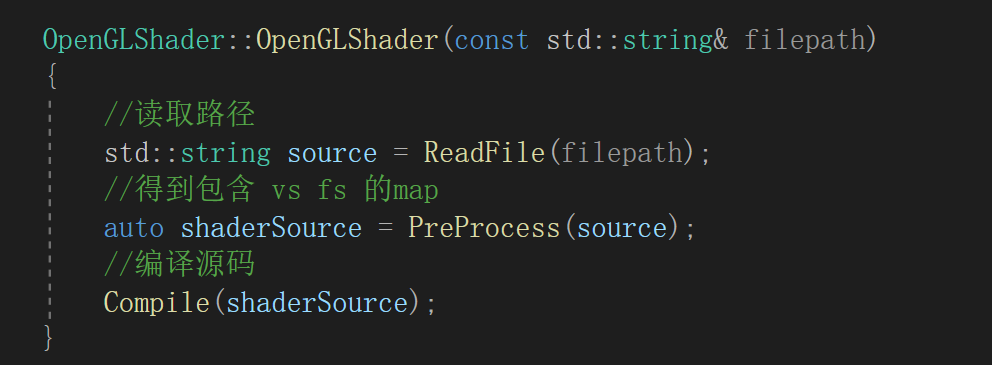 OpenGLShader::OpenGLShader(const std::string& filepath)
{
//读取路径
std::string source = ReadFile(filepath);
//得到包含 vs fs 的map
auto shaderSource = PreProcess(source);
//编译源码
Compile(shaderSource);
}